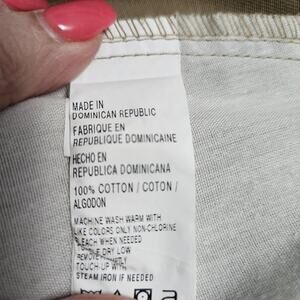 MADE IN
DOMINICAN REPUBLIC
FABRIQUE EN
REPUBLIQUE DOMINICAINE
HECHO EN
REPUBLICA DOMINICANA
100% COTTON / COTON /
ALGODON
MACHINE WASH WARM WITH
LIKE COLORS ONLY NON-CHLORINE
BLEACH WHEN NEEDED
DRY LOW
REMOVE
TOUCH-UP WITH
STEAM IRON IF NEEDED